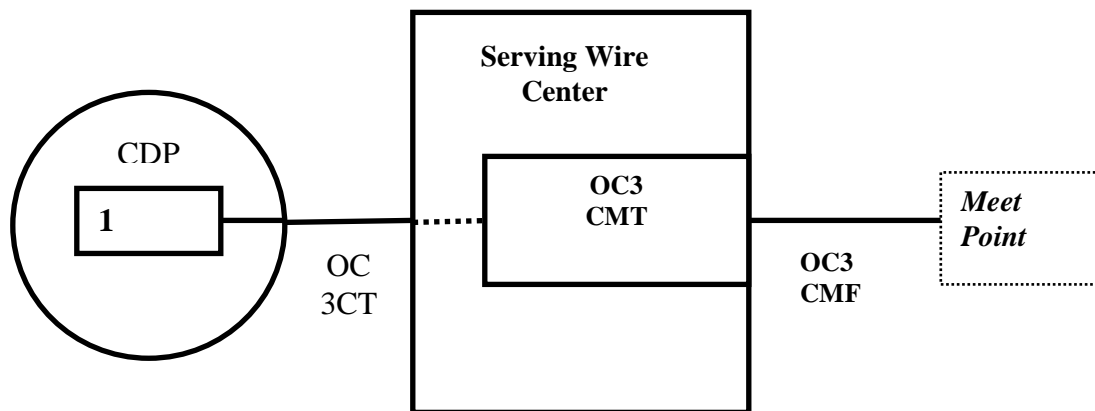 Serving Wire
Center
CDP
1
OC
3CT
OC3
CMT
OC3
CMF
Meet
Point